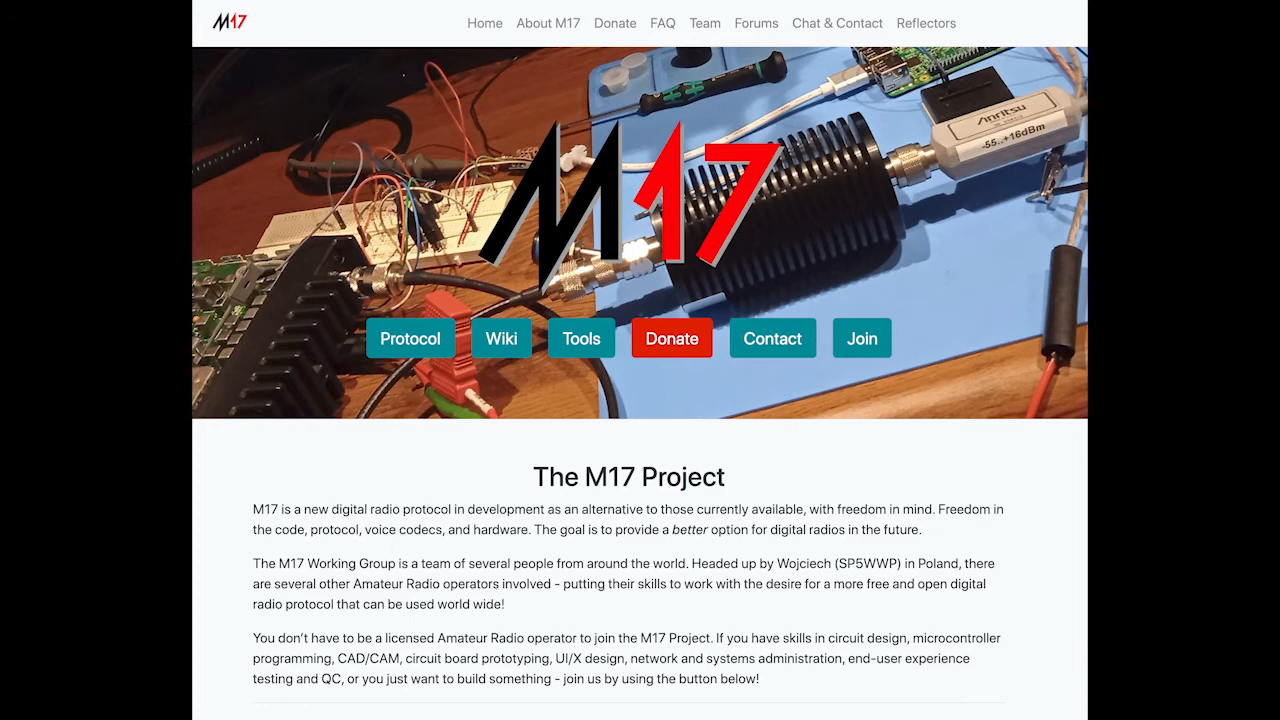 M17
Home About M17 Donate FAQ Team Forums Chat & Contact Reflectors
Anritsu
-55..+16dBm
M17
Protocol Wiki Tools Donate Contact Join
The M17 Project
M17 is a new digital radio protocol in development as an alternative to those currently available, with freedom in mind. Freedom in
the code, protocol, voice codecs, and hardware. The goal is to provide a better option for digital radios in the future.
The M17 Working Group is a team of several people from around the world. Headed up by Wojciech (SP5WWP) in Poland, there
are several other Amateur Radio operators involved - putting their skills to work with the desire for a more free and open digital
radio protocol that can be used world wide!
You don't have to be a licensed Amateur Radio operator to join the M17 Project. If you have skills in circuit design, microcontroller
programming, CAD/CAM, circuit board prototyping, UI/X design, network and systems administration, end-user experience
testing and QC, or you just want to build something - join us by using the button below!